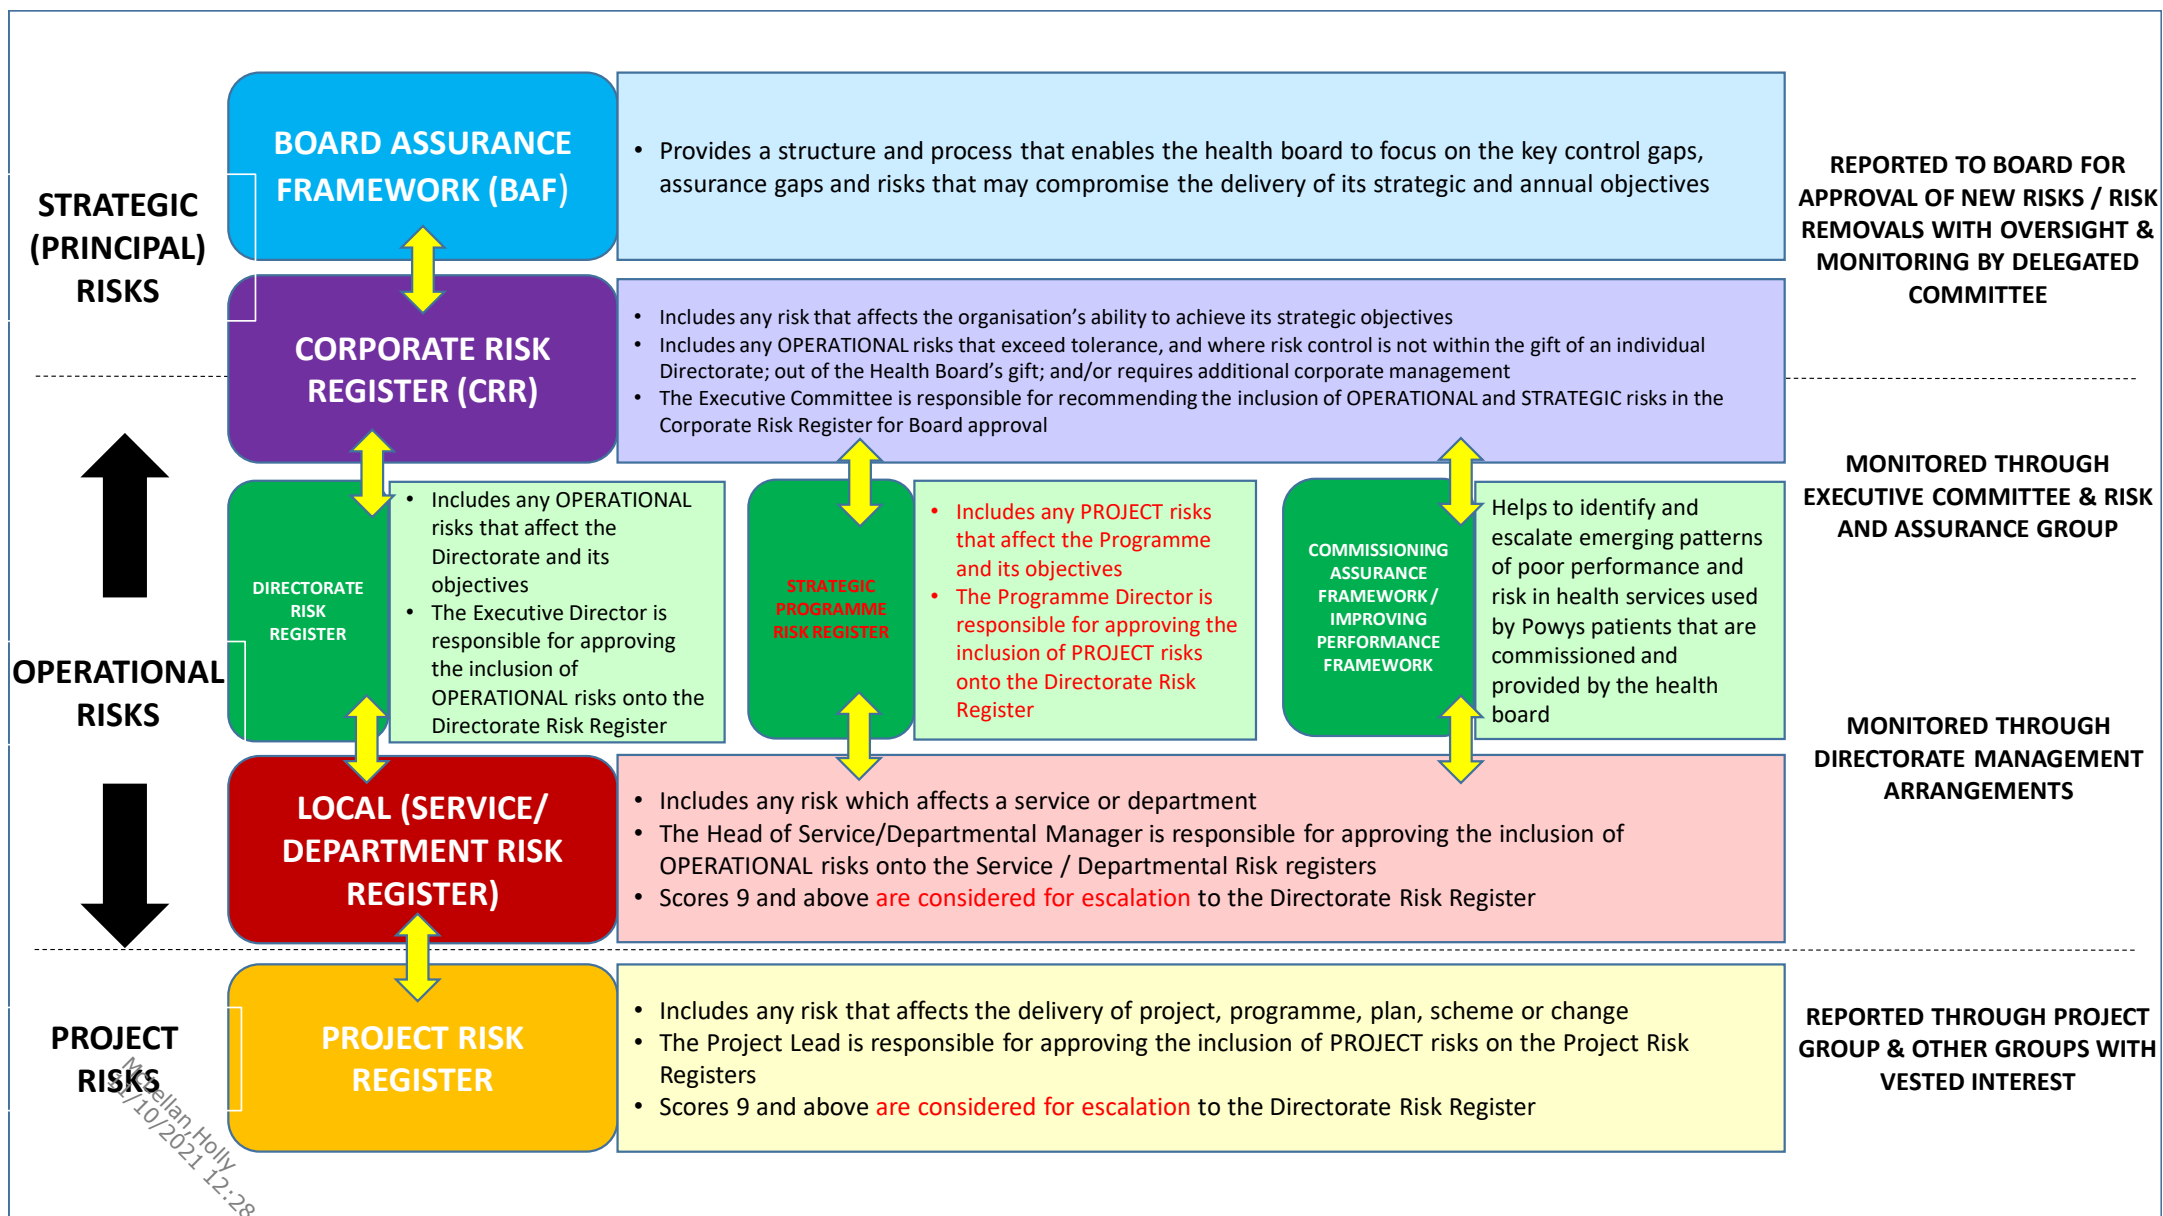 STRATEGIC
(PRINCIPAL)
RISKS
BOARD ASSURANCE
FRAMEWORK (BAF)
• Provides a structure and process that enables the health board to focus on the key control gaps,
assurance gaps and risks that may compromise the delivery of its strategic and annual objectives
REPORTED TO BOARD FOR
APPROVAL OF NEW RISKS / RISK
REMOVALS WITH OVERSIGHT &
MONITORING BY DELEGATED
COMMITTEE
CORPORATE RISK
REGISTER (CRR)
• Includes any risk that affects the organisation’s ability to achieve its strategic objectives
• Includes any OPERATIONAL risks that exceed tolerance, and where risk control is not within the gift of an individual
Directorate; out of the Health Board’s gift; and/or requires additional corporate management
• The Executive Committee is responsible for recommending the inclusion of OPERATIONAL and STRATEGIC risks in the
Corporate Risk Register for Board approval
MONITORED THROUGH
EXECUTIVE COMMITTEE & RISK
AND ASSURANCE GROUP
OPERATIONAL
RISKS
DIRECTORATE
RISK
REGISTER
• Includes any OPERATIONAL
risks that affect the
Directorate and its
objectives
• The Executive Director is
responsible for approving
the inclusion of
OPERATIONAL risks onto the
Directorate Risk Register
STRATEGIC
PROGRAMME
RISK REGISTER
• Includes any PROJECT risks
that affect the Programme
and its objectives
• The Programme Director is
responsible for approving the
inclusion of PROJECT risks
onto the Directorate Risk
Register
COMMISSIONING
ASSURANCE
FRAMEWORK /
IMPROVING
PERFORMANCE
FRAMEWORK
Helps to identify and
escalate emerging patterns
of poor performance and
risk in health services used
by Powys patients that are
commissioned and
provided by the health
board
MONITORED THROUGH
DIRECTORATE MANAGEMENT
ARRANGEMENTS
LOCAL (SERVICE/
DEPARTMENT RISK
REGISTER)
• Includes any risk which affects a service or department
• The Head of Service/Departmental Manager is responsible for approving the inclusion of
OPERATIONAL risks onto the Service / Departmental Risk registers
• Scores 9 and above are considered for escalation to the Directorate Risk Register
PROJECT
RISKS
PROJECT RISK
REGISTER
• Includes any risk that affects the delivery of project, programme, plan, scheme or change
• The Project Lead is responsible for approving the inclusion of PROJECT risks on the Project Risk
Registers
• Scores 9 and above are considered for escalation to the Directorate Risk Register
REPORTED THROUGH PROJECT
GROUP & OTHER GROUPS WITH
VESTED INTEREST
Holly
12:28